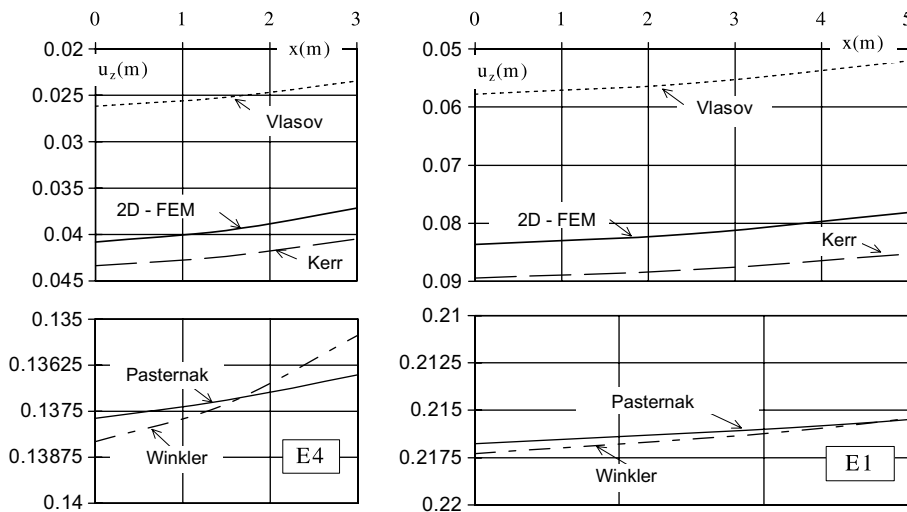 0 1 2 3
x(m)
0.02
u_z(m)
0.025
Vlasov
0.03
0.035
2D - FEM
0.04
Kerr
0.045
0.135
0.13625
Pasternak
0.1375
Winkler
0.13875
E4
0.14
0 1 2 3 4 5
x(m)
0.05
u_z(m)
0.06
Vlasov
0.07
2D - FEM
0.08
Kerr
0.09
0.21
0.2125
Pasternak
0.215
0.2175
Winkler
E1
0.22